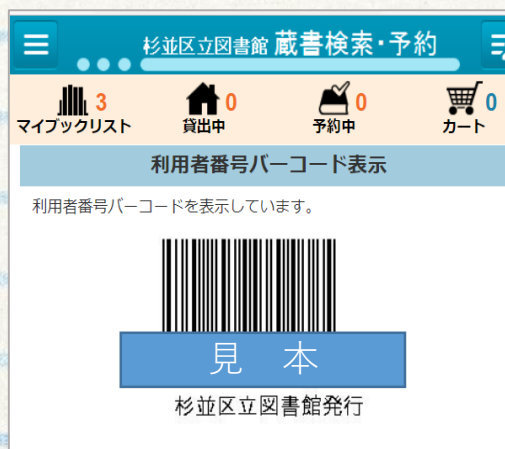 杉並区立図書館 蔵書検索・予約
3 0 0 0
マイブックリスト 貸出中 予約中 カート
利用者番号バーコード表示
利用者番号バーコードを表示しています。
見 本
杉並区立図書館発行